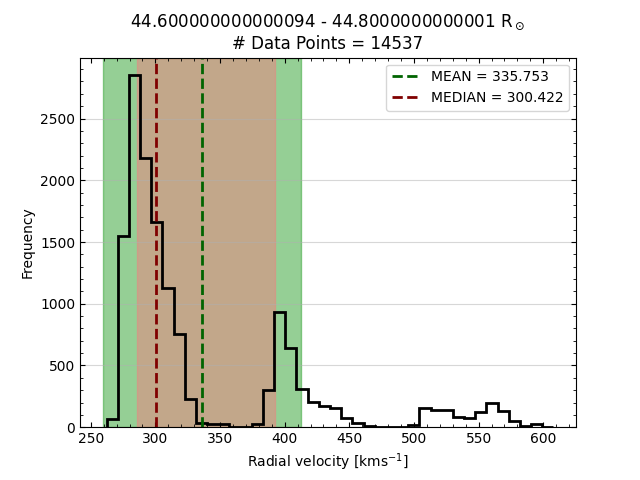 44.600000000000094 - 44.8000000000001 R⊙
# Data Points = 14537
MEAN = 335.753
MEDIAN = 300.422
Frequency
2500
2000
1500
1000
500
0
250 300 350 400 450 500 550 600
Radial velocity [kms⁻¹]